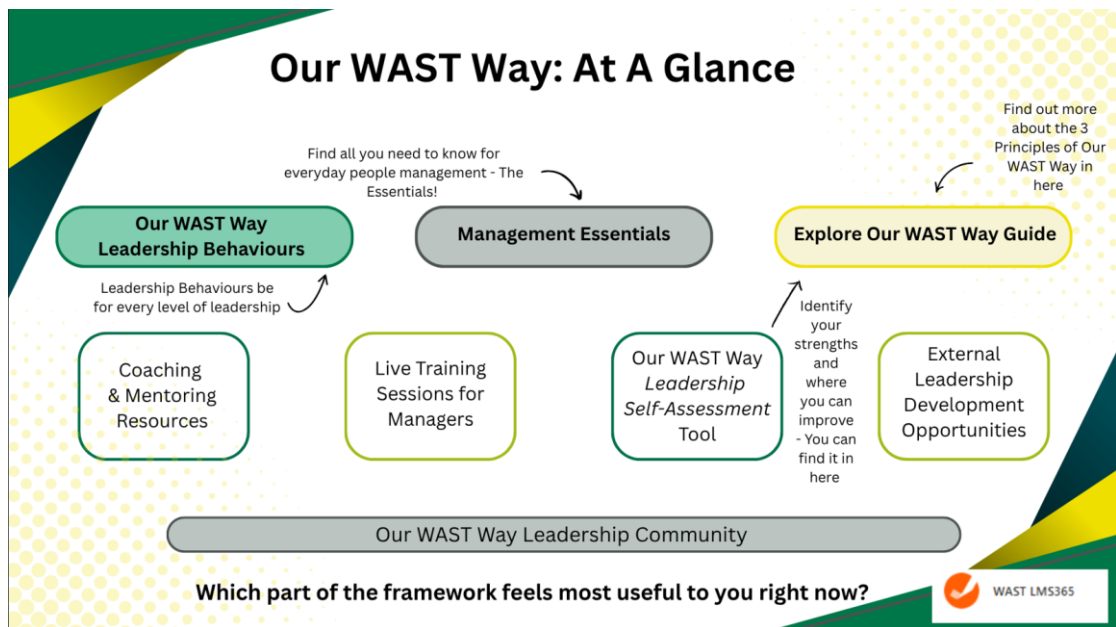 Our WAST Way: At A Glance
Find out more
about the 3
Principles of Our
WAST Way in
here
Find all you need to know for
everyday people management - The
Essentials!
Our WAST Way
Leadership Behaviours
Management Essentials
Explore Our WAST Way Guide
Leadership Behaviours be
for every level of leadership
Identify
your
strengths
and
where
you can
improve
- You can
find it in
here
Coaching
& Mentoring
Resources
Live Training
Sessions for
Managers
Our WAST Way
Leadership
Self-Assessment
Tool
External
Leadership
Development
Opportunities
Our WAST Way Leadership Community
Which part of the framework feels most useful to you right now?
WAST LMS365